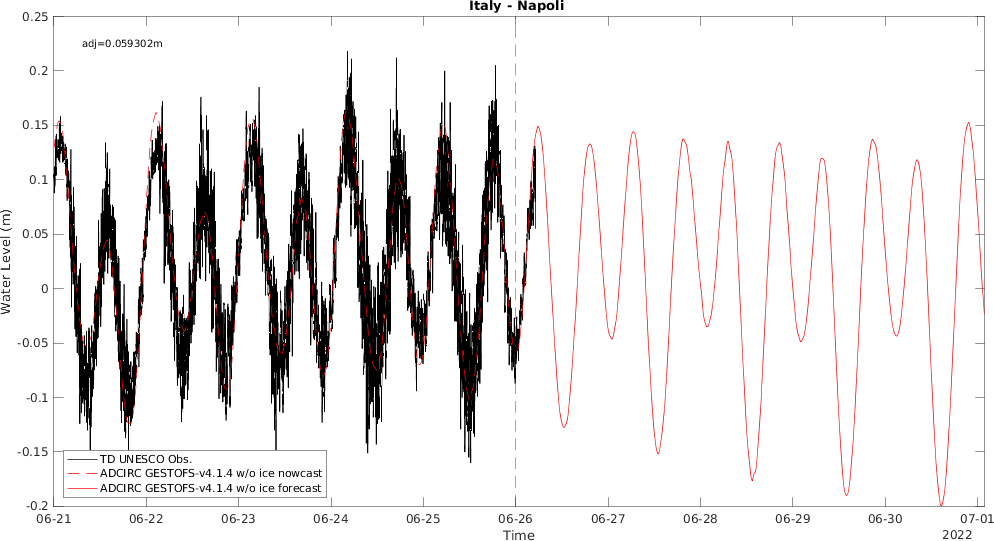 Italy - Napoli
adj=0.059302m
Water Level (m)
0.25
0.2
0.15
0.1
0.05
0
-0.05
-0.1
-0.15
-0.2
TD UNESCO Obs.
ADCIRC GESTOFS-v4.1.4 w/o ice nowcast
ADCIRC GESTOFS-v4.1.4 w/o ice forecast
06-21 06-22 06-23 06-24 06-25 06-26 06-27 06-28 06-29 06-30 07-01
Time
2022